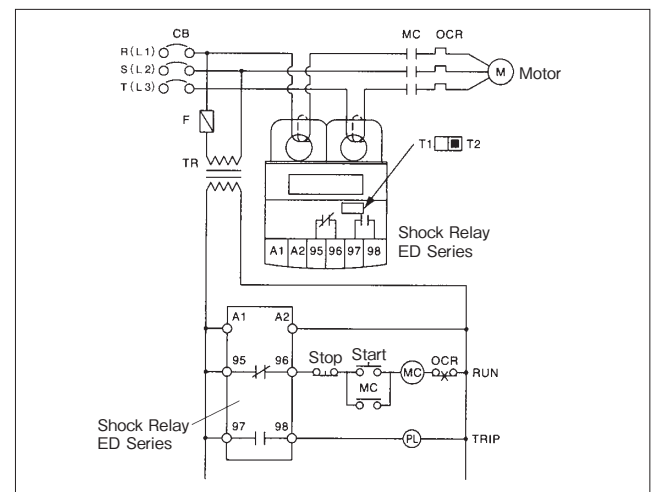 CB
MC OCR
R(L1)
S(L2)
T(L3)
M Motor
F
TR
T1 T2
Shock Relay
ED Series
A1 A2 95 96 97 98
A1 A2
95 96 Stop Start MC OCR RUN
MC
Shock Relay
ED Series
97 98 PL TRIP